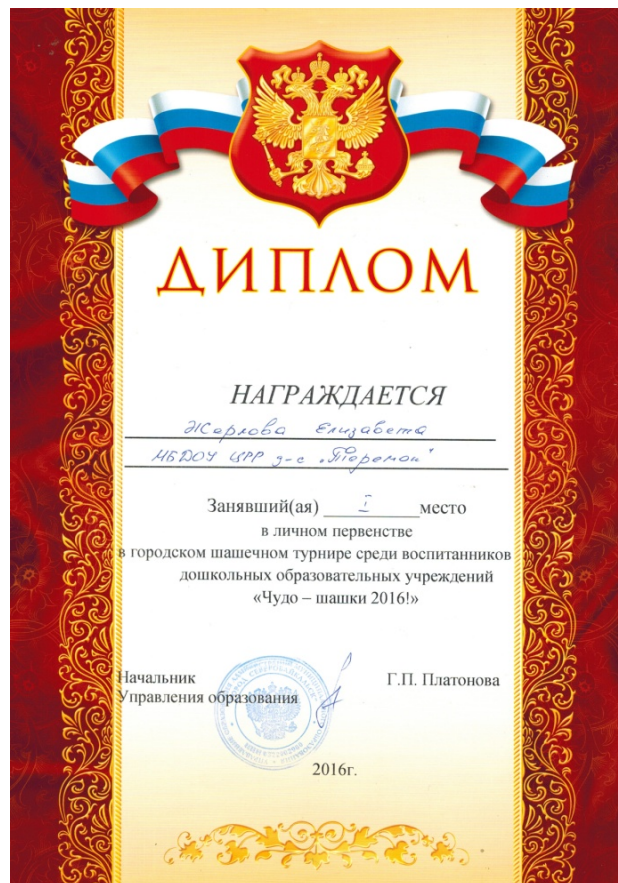 ДИПЛОМ
НАГРАЖДАЕТСЯ
Жарлова Елизавета
МБДОУ ЦРР д-с „Теремок"
Занявший(ая) I место
в личном первенстве
в городском шашечном турнире среди воспитанников
дошкольных образовательных учреждений
«Чудо – шашки 2016!»
Начальник
Управления образования
Г.П. Платонова
2016г.